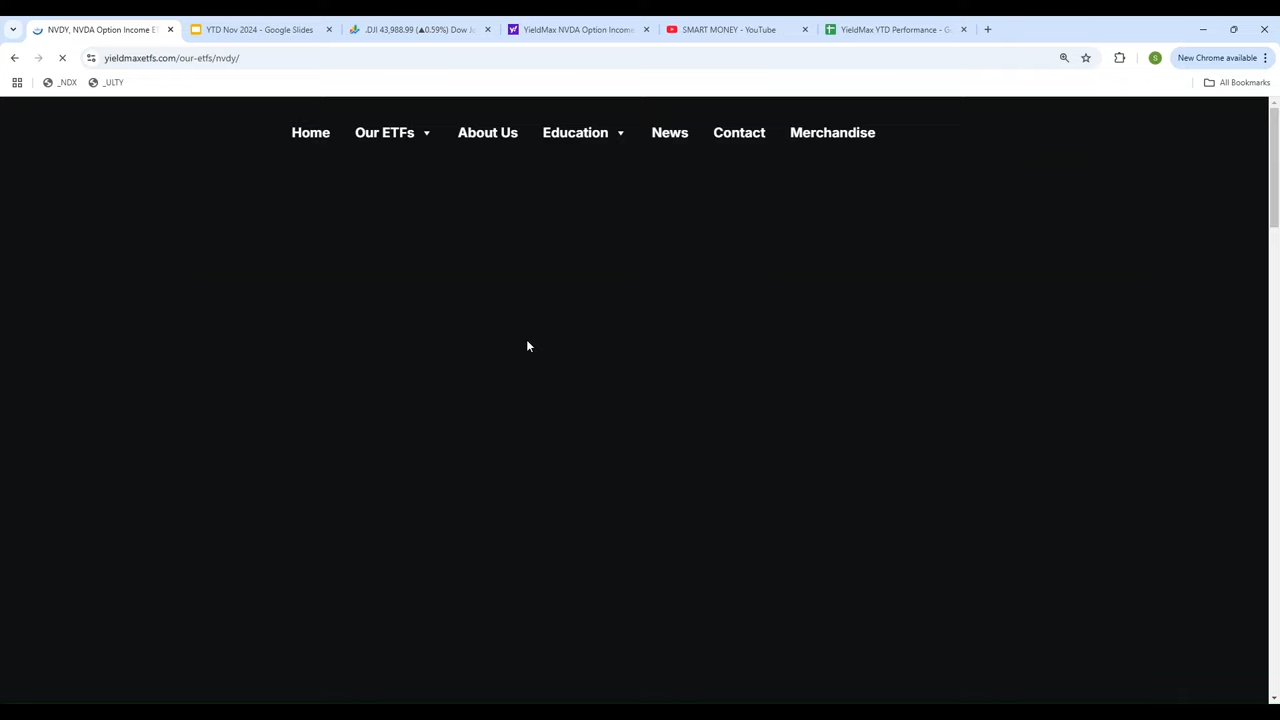 NVDY, NVDA Option Income ET
YTD Nov 2024 - Google Slides
.DJI 43,988.99 (▲0.59%) Dow Jo
YieldMax NVDA Option Income
SMART MONEY - YouTube
YieldMax YTD Performance - G
yieldmaxetfs.com/our-etfs/nvdy/
S
New Chrome available
_NDX
_ULTY
All Bookmarks
Home
Our ETFs
About Us
Education
News
Contact
Merchandise